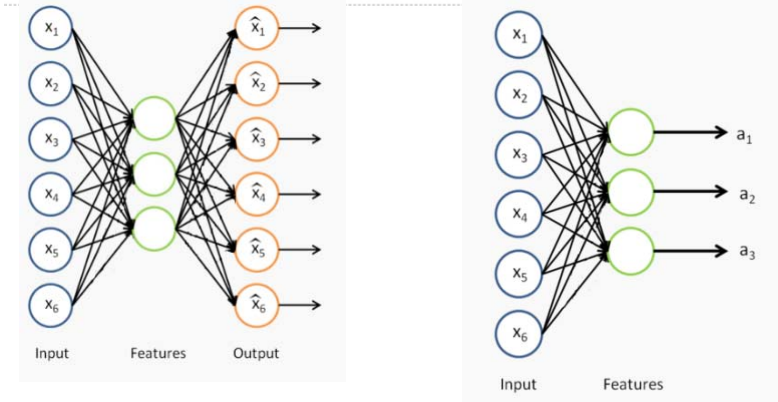 x1
x2
x3
x4
x5
x6
x̂1
x̂2
x̂3
x̂4
x̂5
x̂6
Input Features Output
x1
x2
x3
x4
x5
x6
a1
a2
a3
Input Features